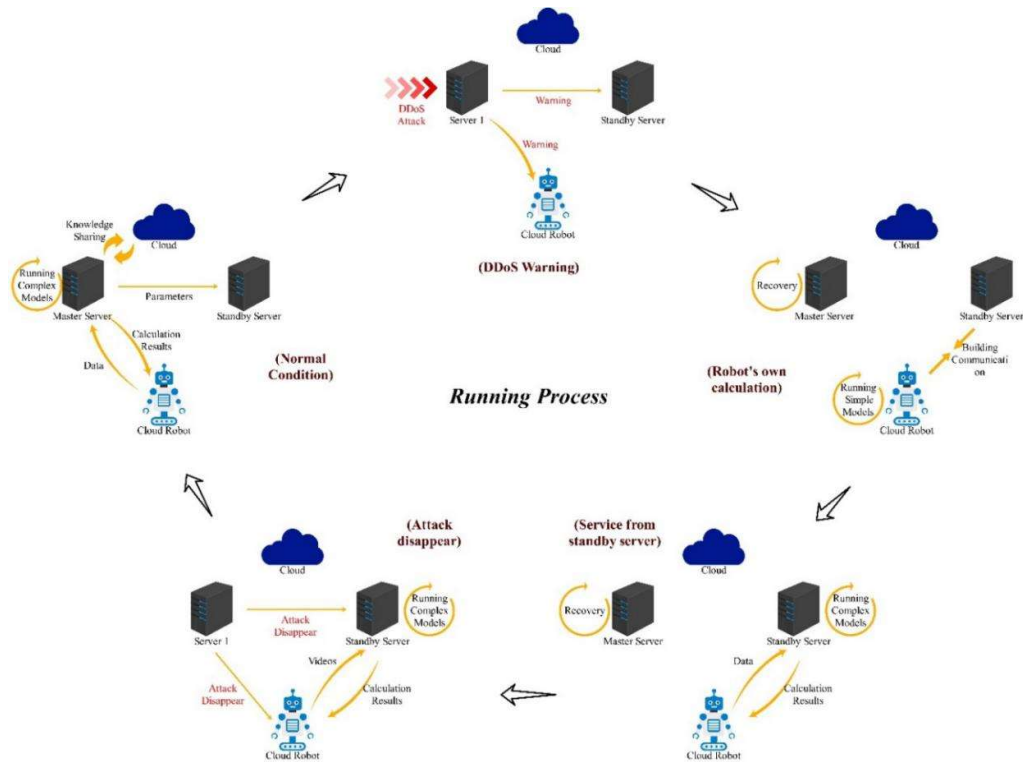 Cloud
DDoS
Attack
Server 1
Warning
Standby Server
Warning
Cloud Robot
(DDoS Warning)
Knowledge
Sharing
Cloud
Running
Complex
Models
Master Server
Parameters
Standby Server
Calculation
Results
Data
Cloud Robot
(Normal
Condition)
Running Process
Cloud
Recovery
Master Server
Standby Server
Building
Communicati
on
(Robot's own
calculation)
Running
Simple
Models
Cloud Robot
(Attack
disappear)
Cloud
Server 1
Attack
Disappear
Standby Server
Running
Complex
Models
Videos
Attack
Disappear
Calculation
Results
Cloud Robot
(Service from
standby server)
Cloud
Recovery
Master Server
Standby Server
Running
Complex
Models
Data
Calculation
Results
Cloud Robot